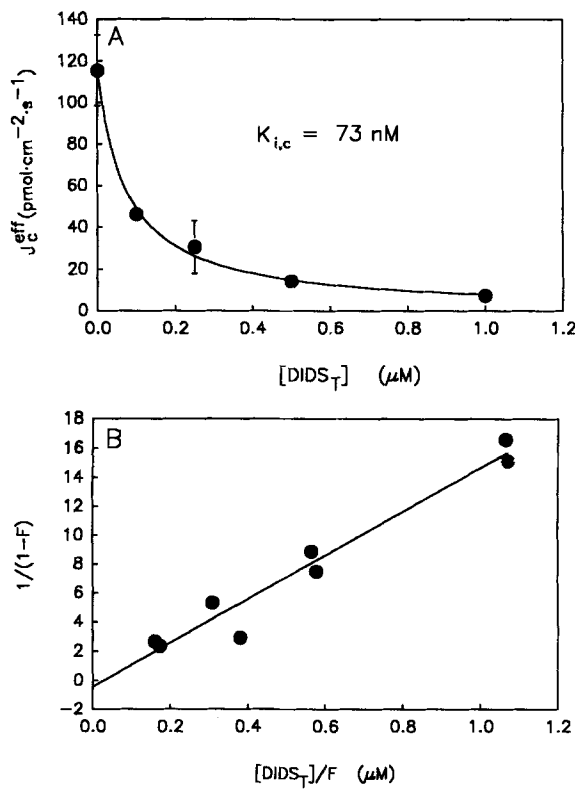 A
140
120
100
80
60
40
20
0
J_c^eff (pmol·cm⁻²·s⁻¹)
K_i,c = 73 nM
0.0 0.2 0.4 0.6 0.8 1.0 1.2
[DIDS_T] (μM)
B
18
16
14
12
10
8
6
4
2
0
−2
1/(1−F)
0.0 0.2 0.4 0.6 0.8 1.0 1.2
[DIDS_T]/F (μM)